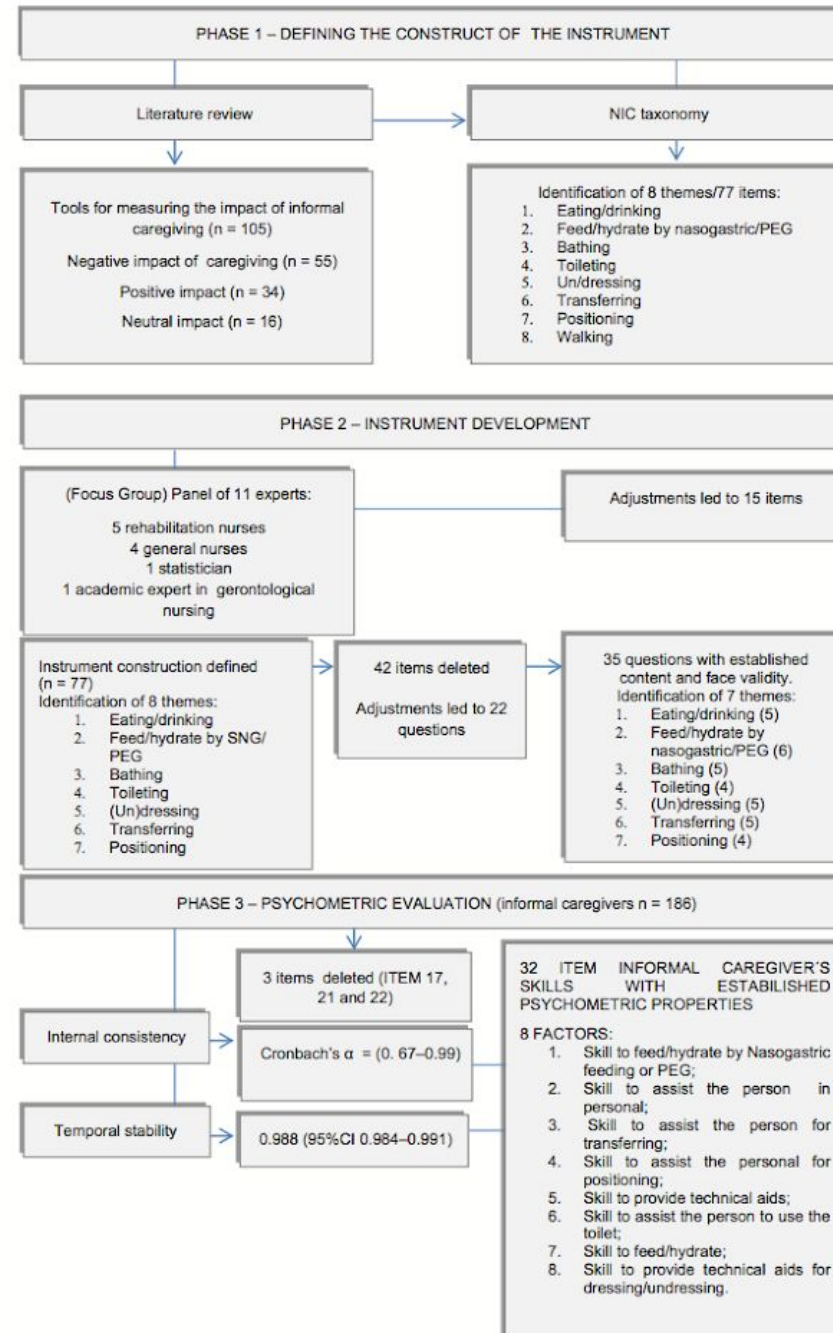 PHASE 1 – DEFINING THE CONSTRUCT OF THE INSTRUMENT
Literature review
NIC taxonomy
Tools for measuring the impact of informal
caregiving (n = 105)
Negative impact of caregiving (n = 55)
Positive impact (n = 34)
Neutral impact (n = 16)
Identification of 8 themes/77 items:
1. Eating/drinking
2. Feed/hydrate by nasogastric/PEG
3. Bathing
4. Toileting
5. Un/dressing
6. Transferring
7. Positioning
8. Walking
PHASE 2 – INSTRUMENT DEVELOPMENT
(Focus Group) Panel of 11 experts:
5 rehabilitation nurses
4 general nurses
1 statistician
1 academic expert in gerontological
nursing
Adjustments led to 15 items
Instrument construction defined
(n = 77)
Identification of 8 themes:
1. Eating/drinking
2. Feed/hydrate by SNG/
PEG
3. Bathing
4. Toileting
5. (Un)dressing
6. Transferring
7. Positioning
42 items deleted
Adjustments led to 22
questions
35 questions with established
content and face validity.
Identification of 7 themes:
1. Eating/drinking (5)
2. Feed/hydrate by
nasogastric/PEG (6)
3. Bathing (5)
4. Toileting (4)
5. (Un)dressing (5)
6. Transferring (5)
7. Positioning (4)
PHASE 3 – PSYCHOMETRIC EVALUATION (informal caregivers n = 186)
3 items deleted (ITEM 17,
21 and 22)
Internal consistency
Cronbach's α = (0. 67–0.99)
Temporal stability
0.988 (95%CI 0.984–0.991)
32 ITEM INFORMAL CAREGIVER´S
SKILLS WITH ESTABILISHED
PSYCHOMETRIC PROPERTIES
8 FACTORS:
1. Skill to feed/hydrate by Nasogastric
feeding or PEG;
2. Skill to assist the person in
personal;
3. Skill to assist the person for
transferring;
4. Skill to assist the personal for
positioning;
5. Skill to provide technical aids;
6. Skill to assist the person to use the
toilet;
7. Skill to feed/hydrate;
8. Skill to provide technical aids for
dressing/undressing.